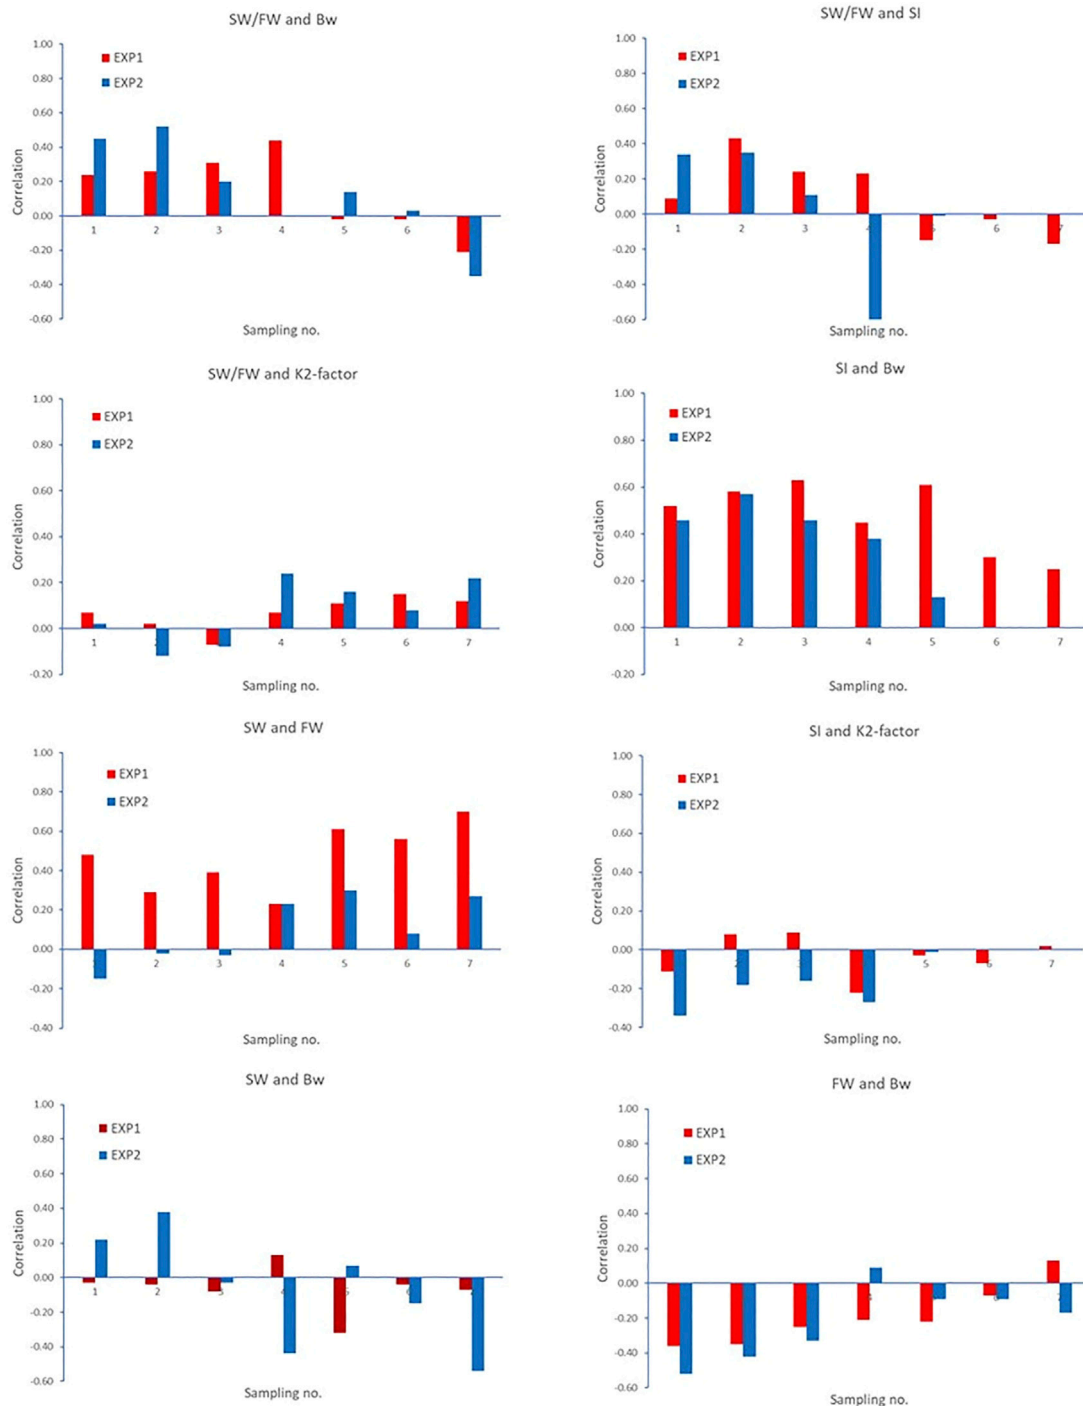 SW/FW and Bw
1.00
EXP1
0.80
EXP2
0.60
0.40
0.20
0.00
-0.20
-0.40
-0.60
Correlation
1 2 3 4 5 6 7
Sampling no.
SW/FW and SI
1.00
EXP1
0.80
EXP2
0.60
0.40
0.20
0.00
-0.20
-0.40
-0.60
Correlation
1 2 3 4 6
Sampling no.
SW/FW and K2-factor
1.00
EXP1
0.80
EXP2
0.60
0.40
0.20
0.00
-0.20
Correlation
1 3 4 5 6 7
Sampling no.
SI and Bw
1.00
EXP1
0.80
EXP2
0.60
0.40
0.20
0.00
-0.20
Correlation
1 2 3 4 5 6 7
Sampling no.
SW and FW
1.00
EXP1
0.80
EXP2
0.60
0.40
0.20
0.00
-0.20
-0.40
Correlation
2 3 4 5 6 7
Sampling no.
SI and K2-factor
1.00
EXP1
0.80
EXP2
0.60
0.40
0.20
0.00
-0.20
-0.40
Correlation
5 6 7
Sampling no.
SW and Bw
1.00
EXP1
0.80
EXP2
0.60
0.40
0.20
0.00
-0.20
-0.40
-0.60
Correlation
1 2 3
Sampling no.
FW and Bw
1.00
EXP1
0.80
EXP2
0.60
0.40
0.20
0.00
-0.20
-0.40
-0.60
Correlation
Sampling no.